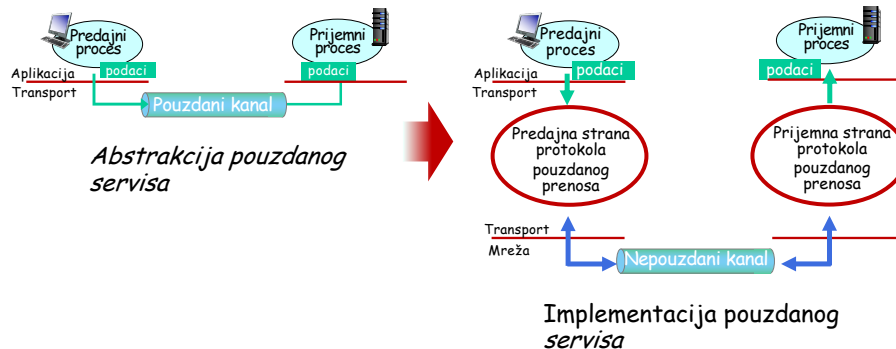 Predajni
proces
podaci
Aplikacija
Transport
Prijemni
proces
podaci
Pouzdani kanal
Abstrakcija pouzdanog
servisa
Predajni
proces
podaci
Aplikacija
Transport
Prijemni
proces
podaci
Predajna strana
protokola
pouzdanog
prenosa
Prijemna strana
protokola
pouzdanog
prenosa
Transport
Mreža
Nepouzdani kanal
Implementacija pouzdanog
servisa